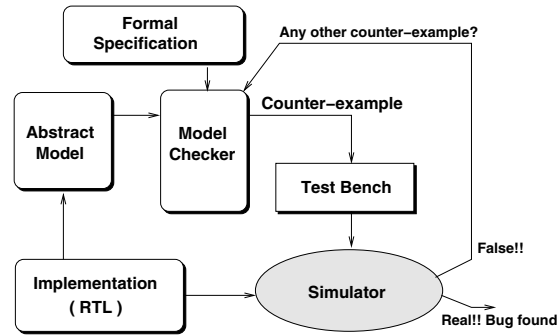 Formal
Specification
Any other counter-example?
Counter-example
Abstract
Model
Model
Checker
Test Bench
False!!
Implementation
( RTL )
Simulator
Real!! Bug found